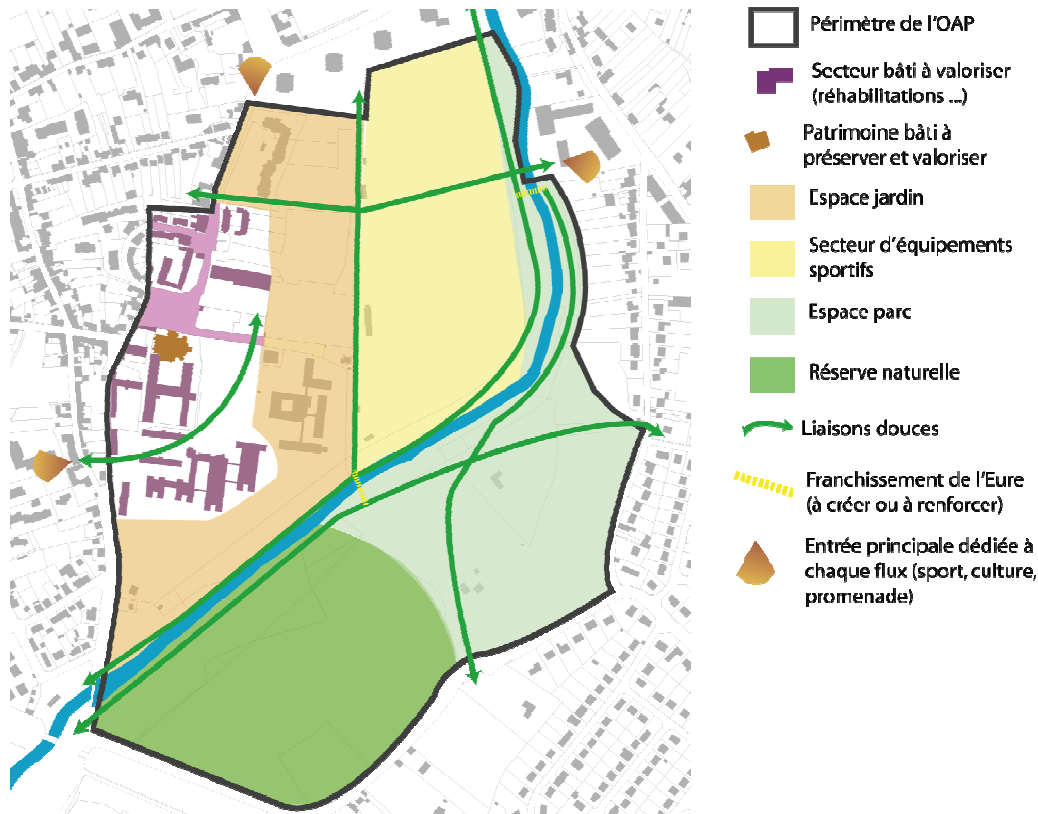 Périmètre de l'OAP
Secteur bâti à valoriser
(réhabilitations ...)
Patrimoine bâti à
préserver et valoriser
Espace jardin
Secteur d'équipements
sportifs
Espace parc
Réserve naturelle
Liaisons douces
Franchissement de l'Eure
(à créer ou à renforcer)
Entrée principale dédiée à
chaque flux (sport, culture,
promenade)